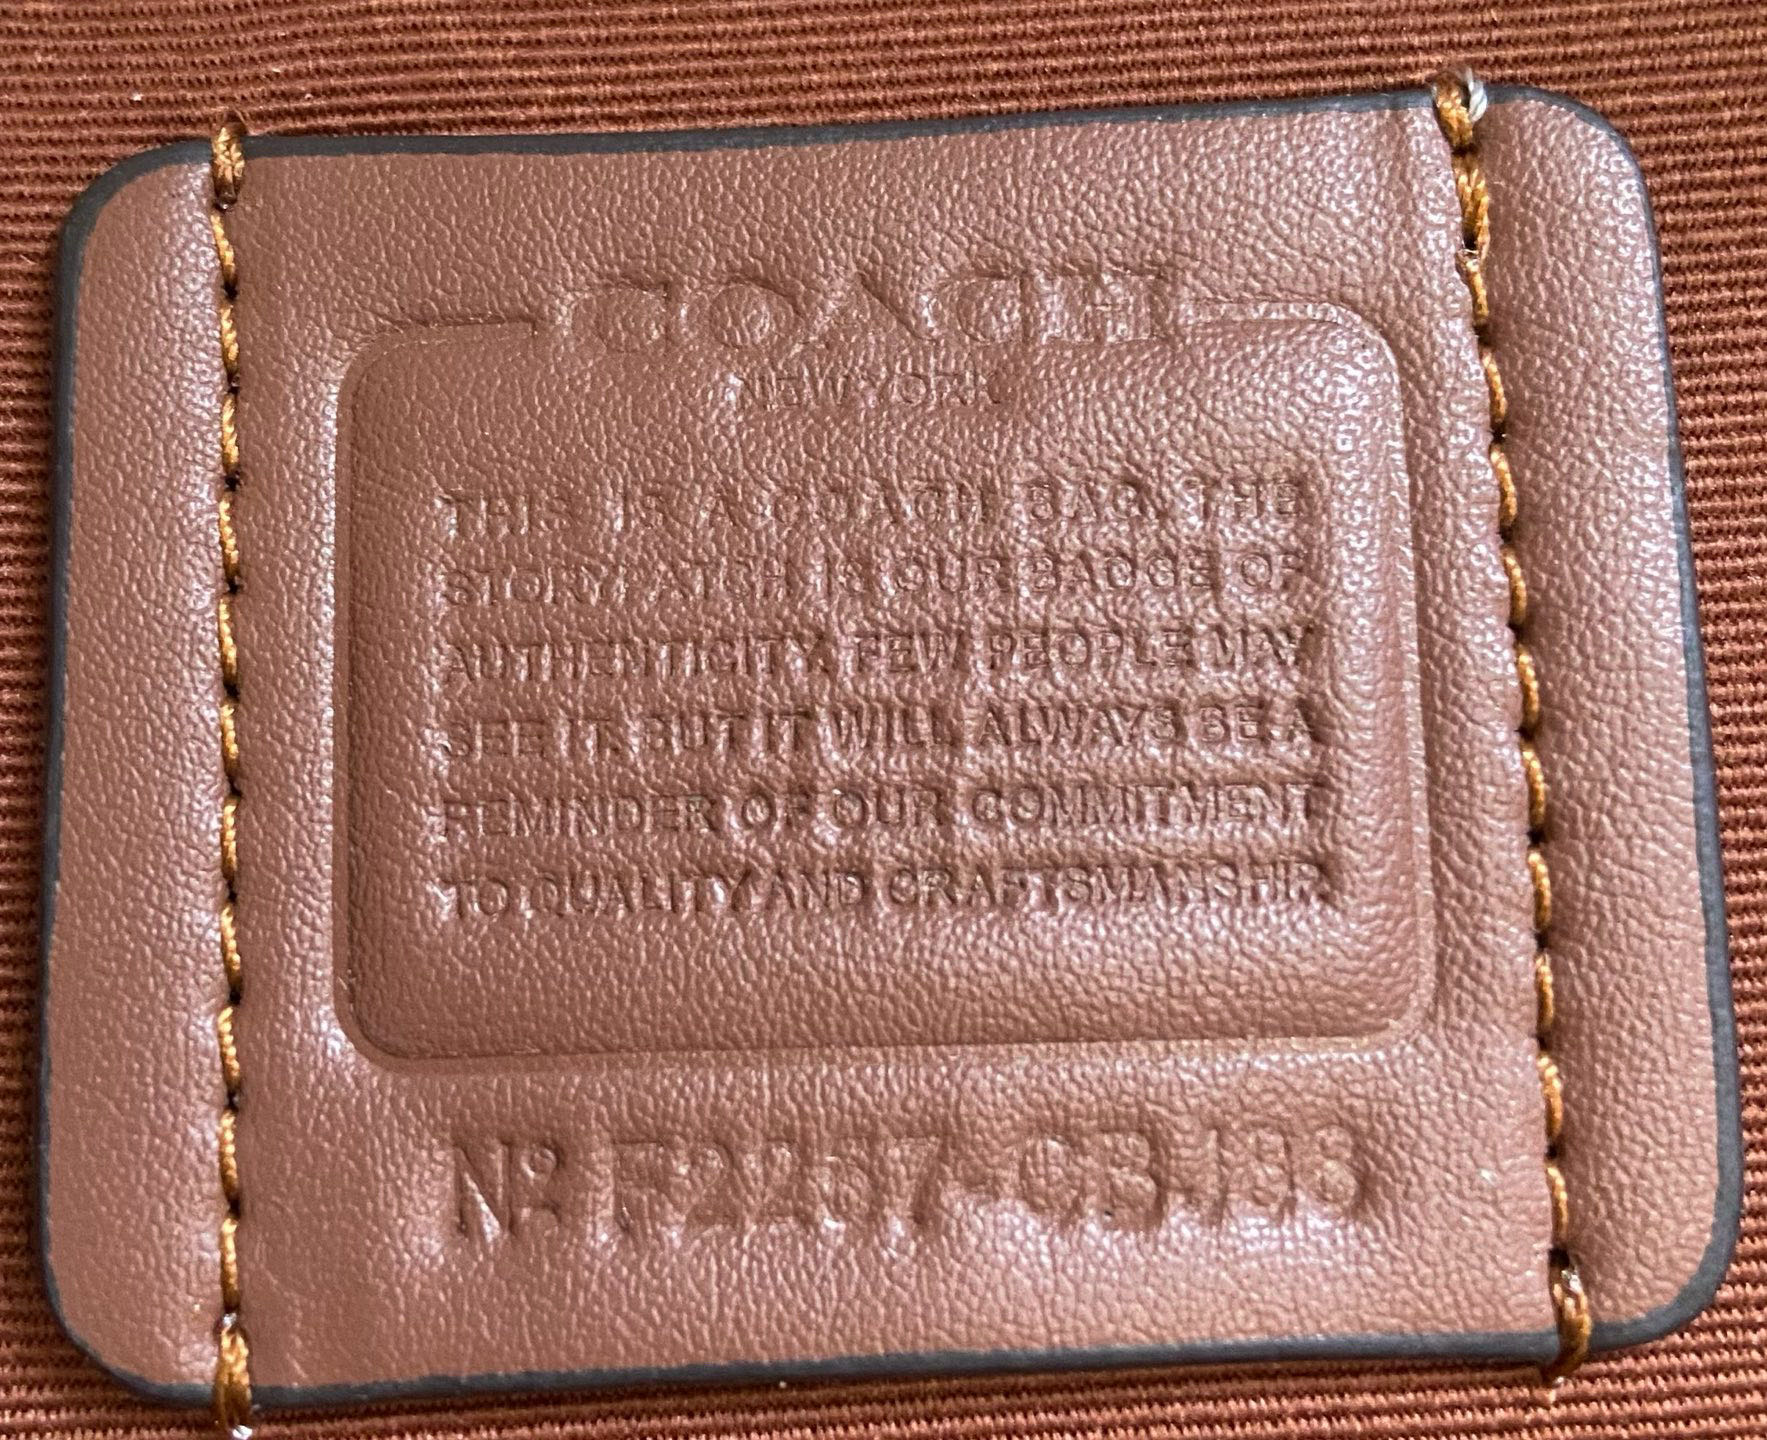 COACH
NEW YORK
THIS IS A COACH BAG. THE
STORYPATCH IS OUR BADGE OF
AUTHENTICITY. FEW PEOPLE MAY
SEE IT, BUT IT WILL ALWAYS BE A
REMINDER OF OUR COMMITMENT
TO QUALITY AND CRAFTSMANSHIP.
Nº